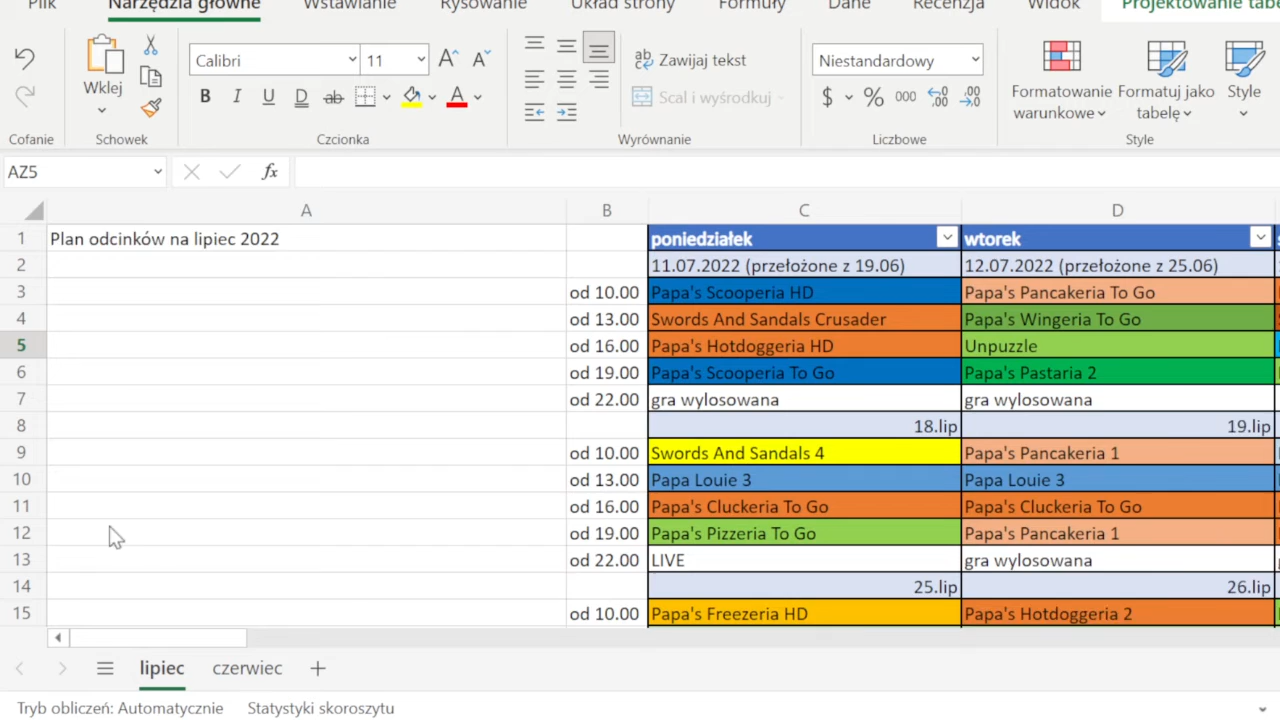 Plik Narzędzia główne Wstawianie Rysowanie Układ strony Formuły Dane Recenzja Widok Projektowanie tabe
Wklej
Calibri 11
B I U D ab
ab Zawijaj tekst
Scal i wyśrodkuj
Niestandardowy
$ % 000 ,00 ,00
Formatowanie warunkowe
Formatuj jako tabelę
Style
Cofanie Schowek Czcionka Wyrównanie Liczbowe Style
AZ5 fx
A B C D
1 Plan odcinków na lipiec 2022 poniedziałek wtorek
2 11.07.2022 (przełożone z 19.06) 12.07.2022 (przełożone z 25.06)
3 od 10.00 Papa's Scooperia HD Papa's Pancakeria To Go
4 od 13.00 Swords And Sandals Crusader Papa's Wingeria To Go
5 od 16.00 Papa's Hotdoggeria HD Unpuzzle
6 od 19.00 Papa's Scooperia To Go Papa's Pastaria 2
7 od 22.00 gra wylosowana gra wylosowana
8 18.lip 19.lip
9 od 10.00 Swords And Sandals 4 Papa's Pancakeria 1
10 od 13.00 Papa Louie 3 Papa Louie 3
11 od 16.00 Papa's Cluckeria To Go Papa's Cluckeria To Go
12 od 19.00 Papa's Pizzeria To Go Papa's Pancakeria 1
13 od 22.00 LIVE gra wylosowana
14 25.lip 26.lip
15 od 10.00 Papa's Freezeria HD Papa's Hotdoggeria 2
lipiec czerwiec
Tryb obliczeń: Automatycznie Statystyki skoroszytu